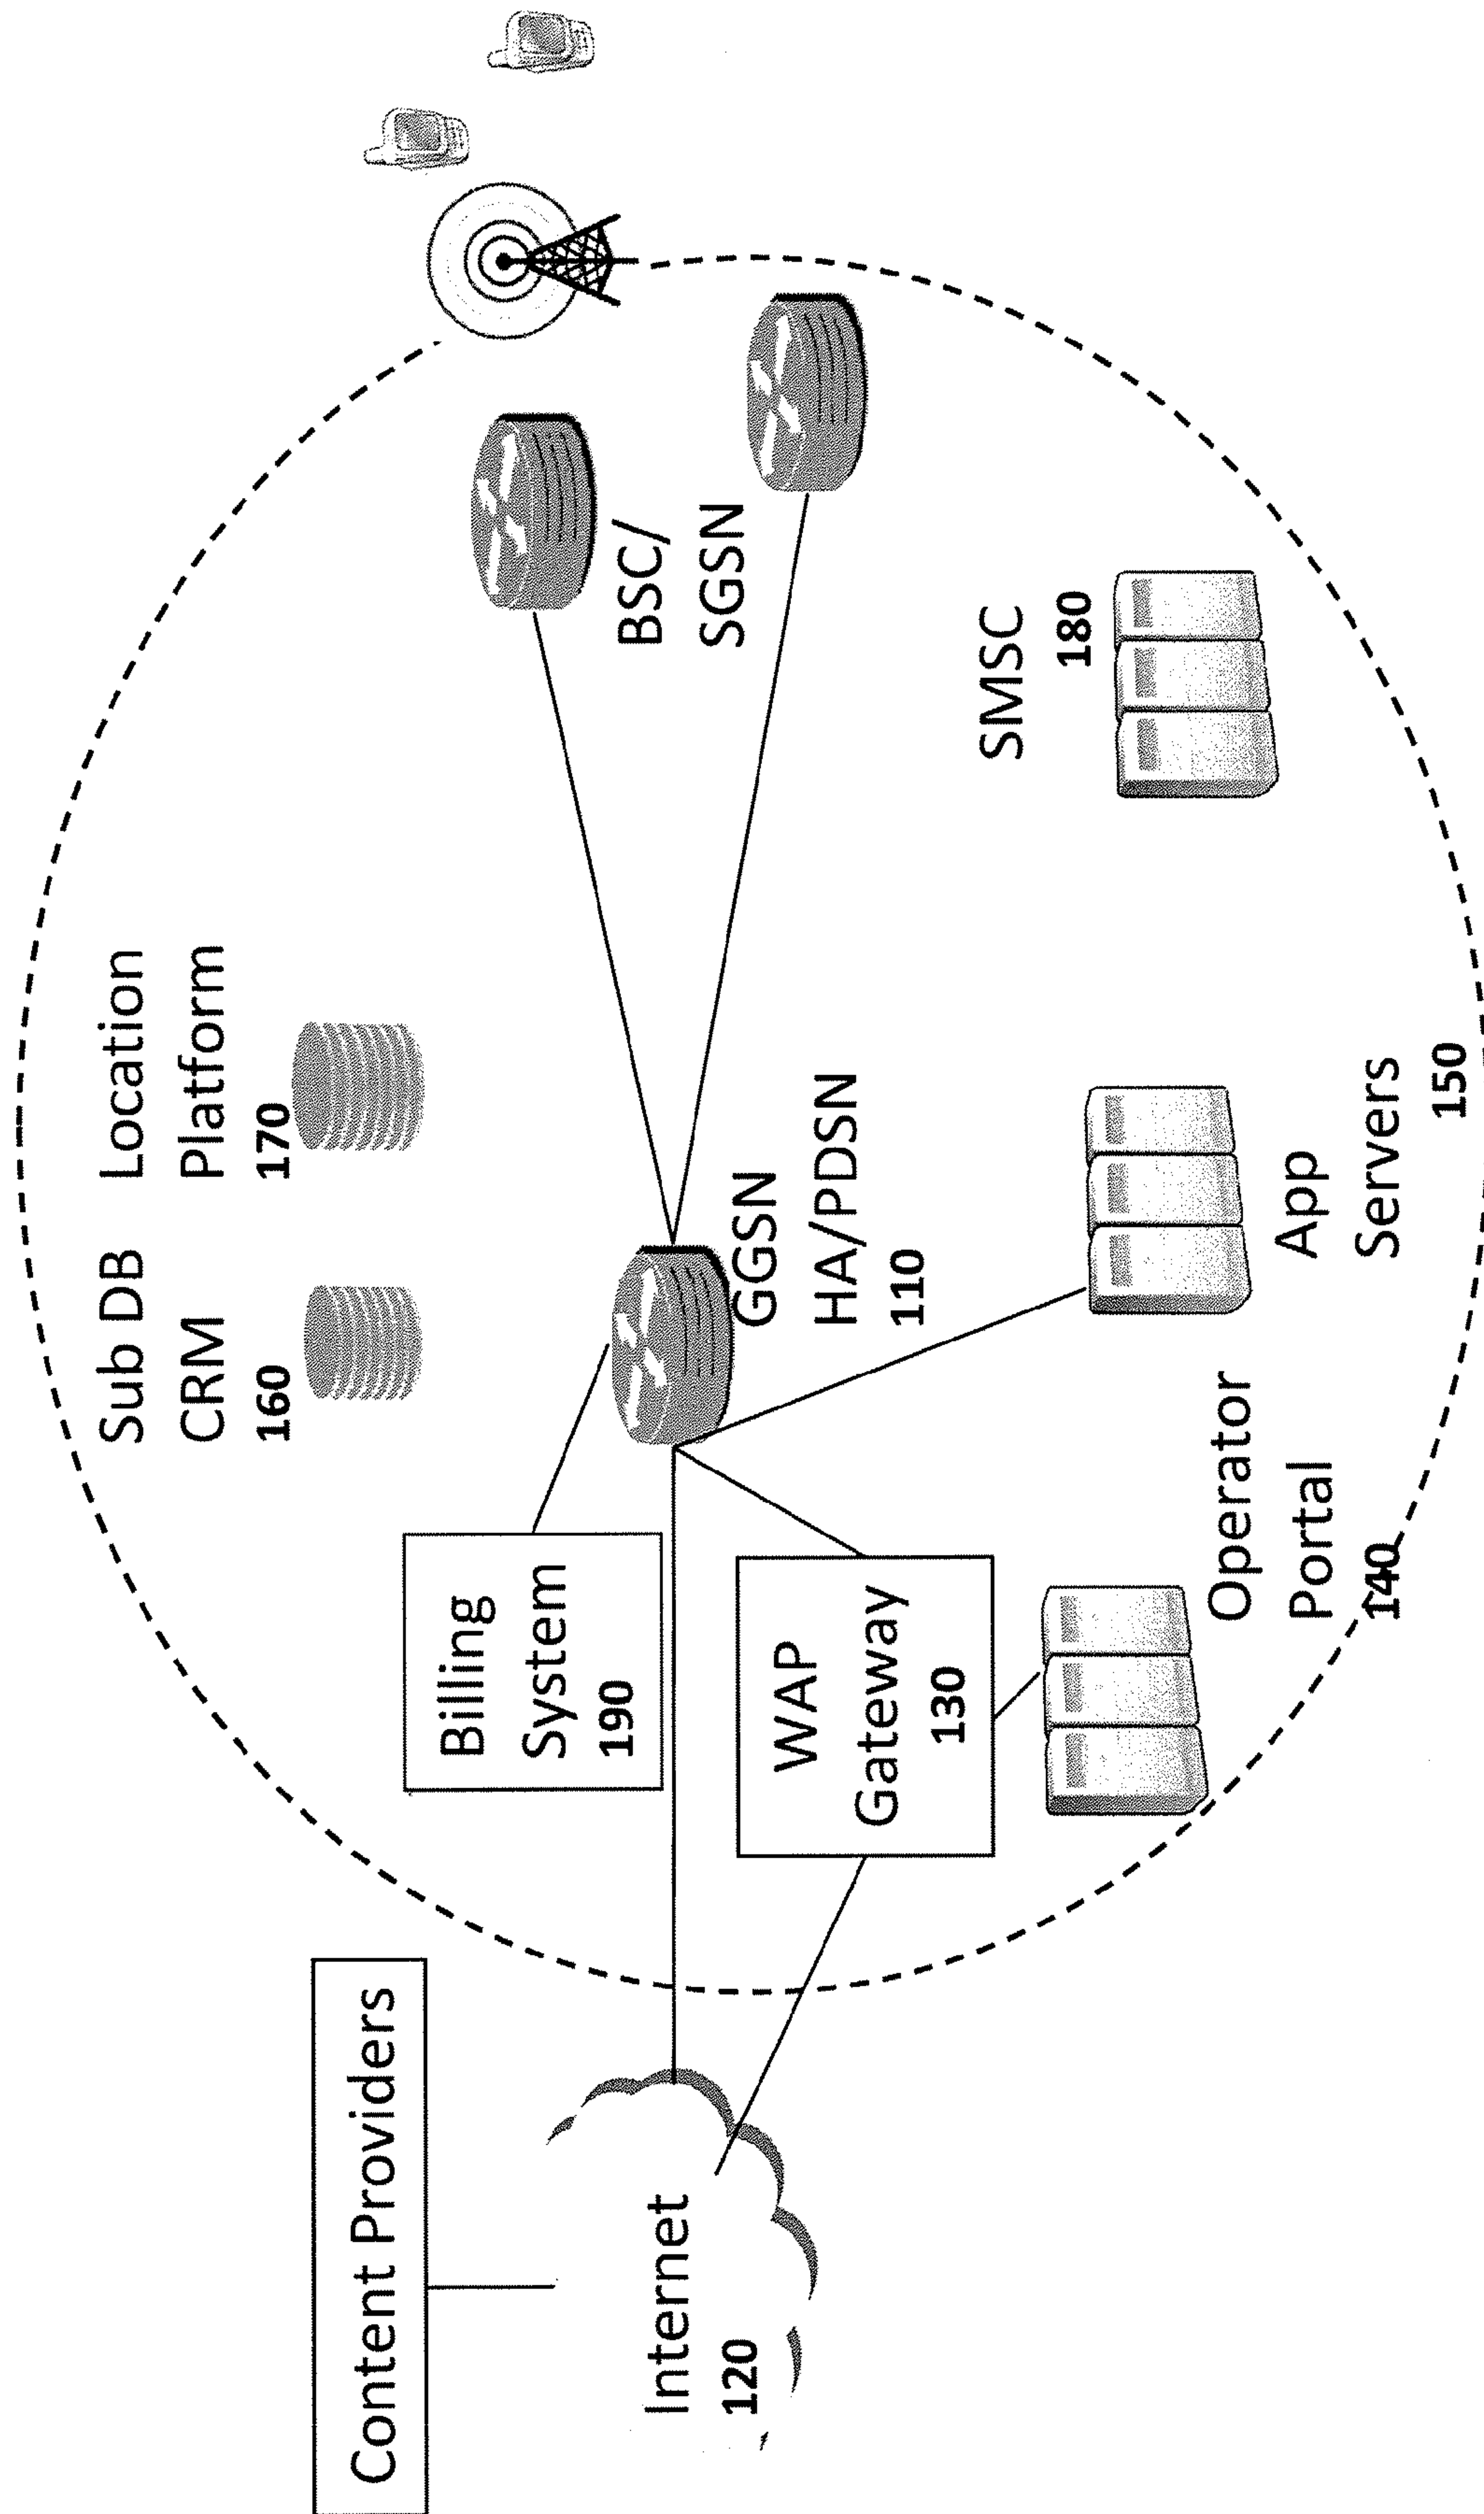 Content Providers
Internet
120
Billing
System
190
WAP
Gateway
130
Operator
Portal
140
Sub DB
CRM
160
Location
Platform
170
GGSN
HA/PDSN
110
App
Servers
150
BSC/
SGSN
SMSC
180